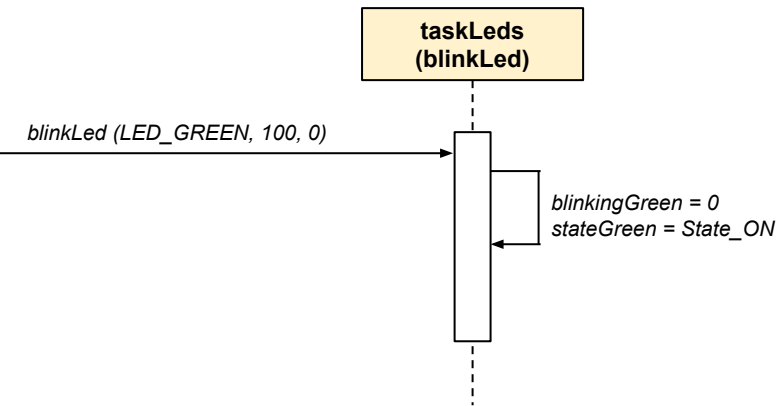 taskLeds
(blinkLed)
blinkLed (LED_GREEN, 100, 0)
blinkingGreen = 0
stateGreen = State_ON